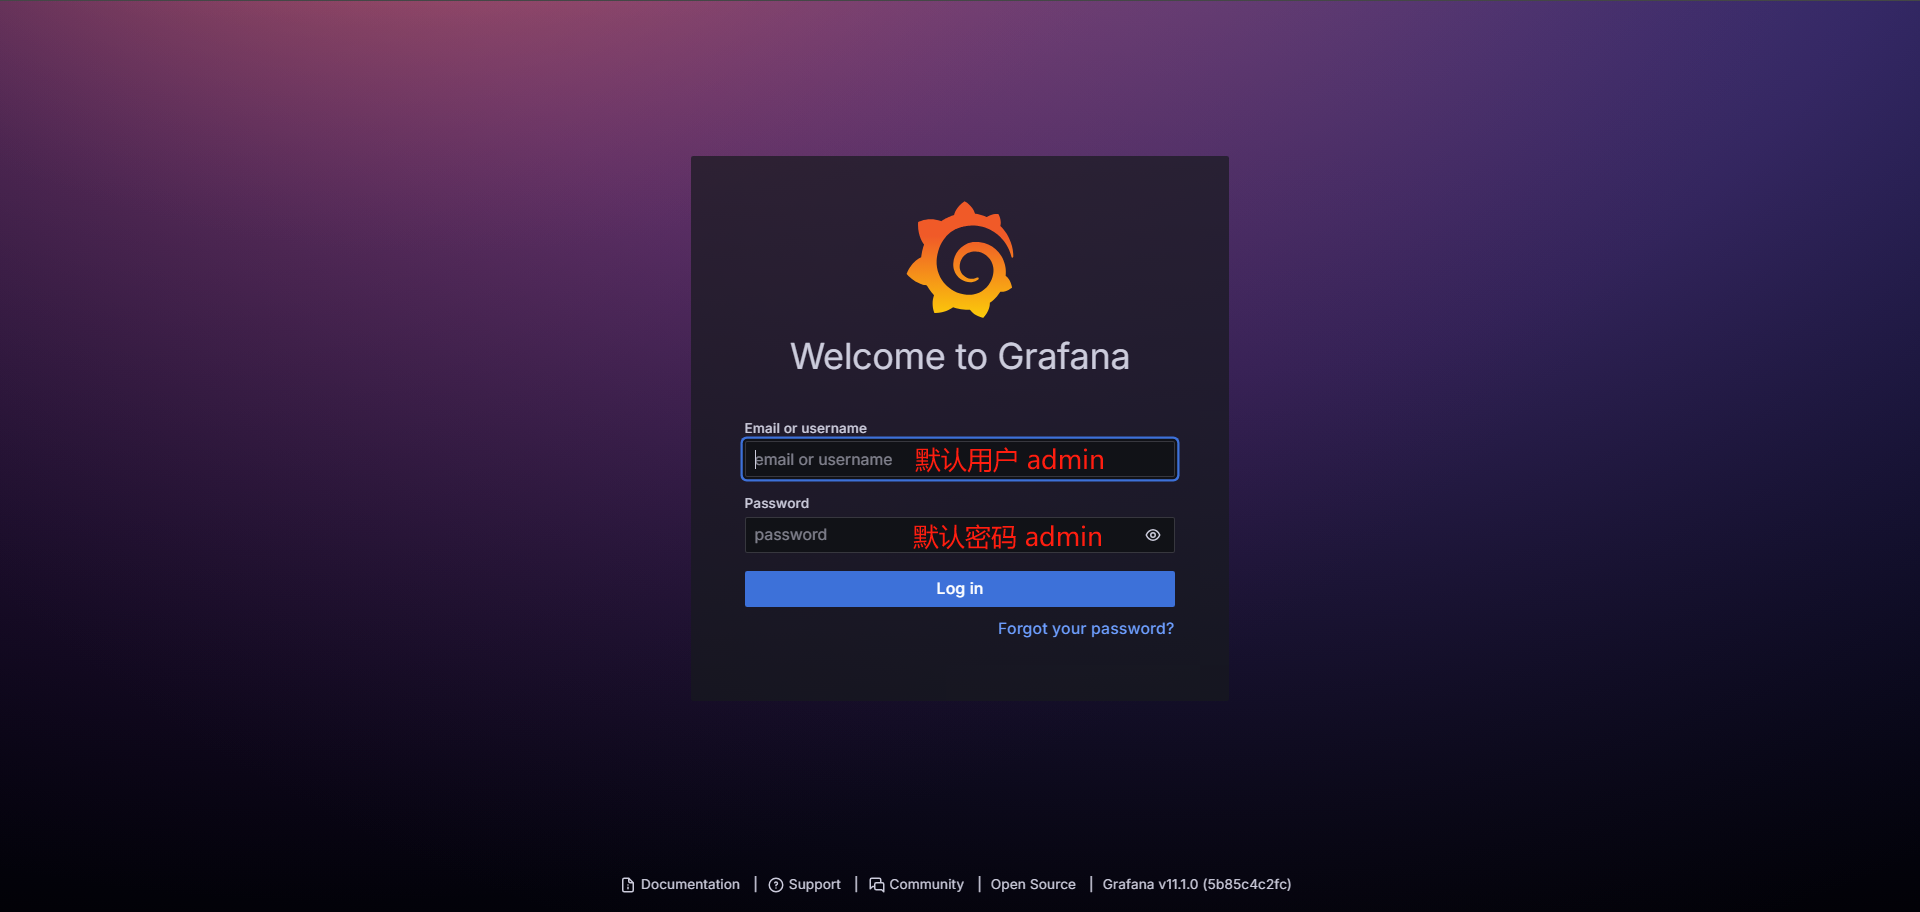 Welcome to Grafana
Email or username
email or username 默认用户 admin
Password
password 默认密码 admin
Log in
Forgot your password?
Documentation | Support | Community | Open Source | Grafana v11.1.0 (5b85c4c2fc)